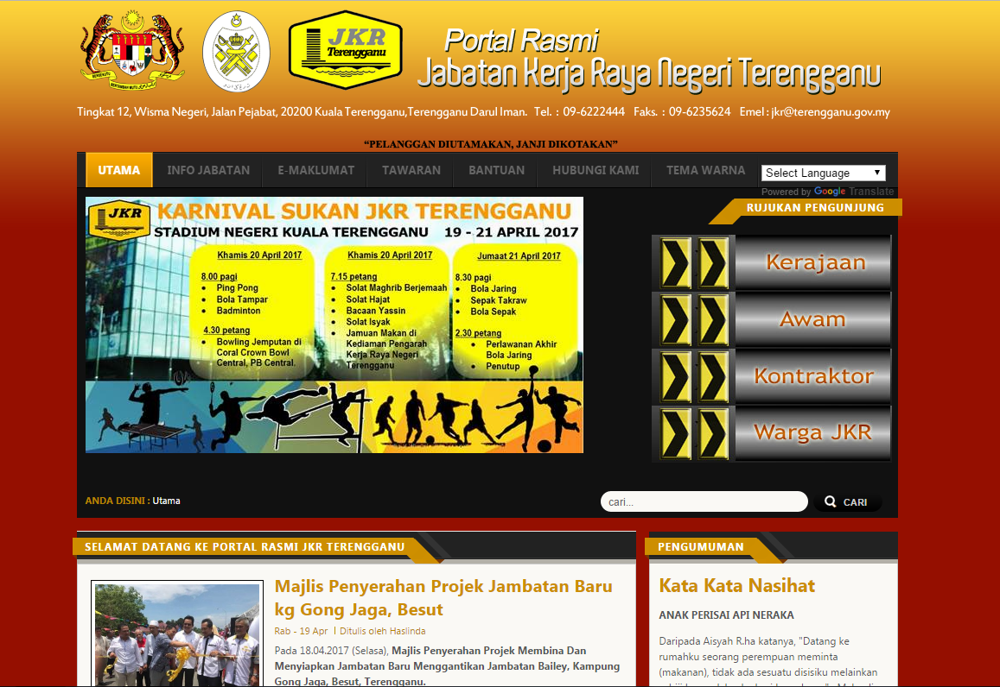 JKR
Terengganu
Portal Rasmi
Jabatan Kerja Raya Negeri Terengganu
Tingkat 12, Wisma Negeri, Jalan Pejabat, 20200 Kuala Terengganu,Terengganu Darul Iman. Tel. : 09-6222444 Faks. : 09-6235624 Emel : jkr@terengganu.gov.my
“PELANGGAN DIUTAMAKAN, JANJI DIKOTAKAN”
UTAMA INFO JABATAN E-MAKLUMAT TAWARAN BANTUAN HUBUNGI KAMI TEMA WARNA
Select Language
Powered by Google Translate
JKR
KARNIVAL SUKAN JKR TERENGGANU
STADIUM NEGERI KUALA TERENGGANU 19 - 21 APRIL 2017
Khamis 20 April 2017
8.00 pagi
• Ping Pong
• Bola Tampar
• Badminton
4.30 petang
• Bowling Jemputan di
Coral Crown Bowl
Central, PB Central.
Khamis 20 April 2017
7.15 petang
• Solat Maghrib Berjemaah
• Solat Hajat
• Bacaan Yassin
• Solat Isyak
• Jamuan Makan di
Kediaman Pengarah
Kerja Raya Negeri
Terengganu
Jumaat 21 April 2017
8.30 pagi
• Bola Jaring
• Sepak Takraw
• Bola Sepak
2.30 petang
• Perlawanan Akhir
Bola Jaring
• Penutup
RUJUKAN PENGUNJUNG
Kerajaan
Awam
Kontraktor
Warga JKR
ANDA DISINI : Utama
cari...
CARI
SELAMAT DATANG KE PORTAL RASMI JKR TERENGGANU
Majlis Penyerahan Projek Jambatan Baru
kg Gong Jaga, Besut
Rab - 19 Apr | Ditulis oleh Haslinda
Pada 18.04.2017 (Selasa), Majlis Penyerahan Projek Membina Dan
Menyiapkan Jambatan Baru Menggantikan Jambatan Bailey, Kampung
Gong Jaga, Besut, Terengganu.
PENGUMUMAN
Kata Kata Nasihat
ANAK PERISAI API NERAKA
Daripada Aisyah R.ha katanya, "Datang ke
rumahku seorang perempuan meminta
(makanan), tidak ada sesuatu disisiku melainkan